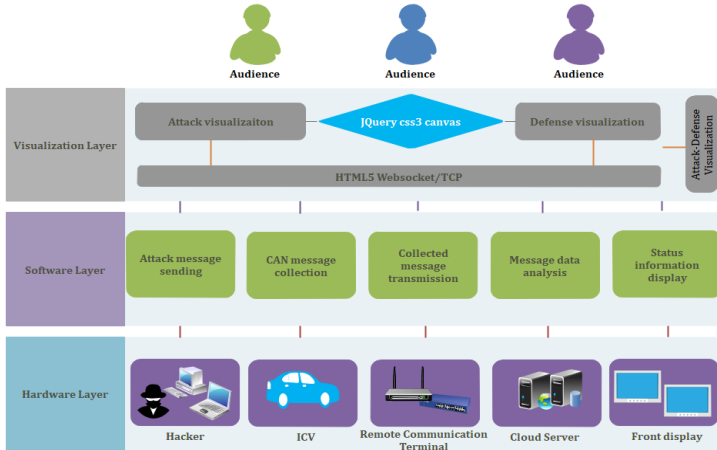 Audience
Audience
Audience
Visualization Layer
Attack visualizaiton
JQuery css3 canvas
Defense visualization
Attack-Defense
Visualization
HTML5 Websocket/TCP
Software Layer
Attack message
sending
CAN message
collection
Collected
message
transmission
Message data
analysis
Status
information
display
Hardware Layer
Hacker
ICV
Remote Communication
Terminal
Cloud Server
Front display